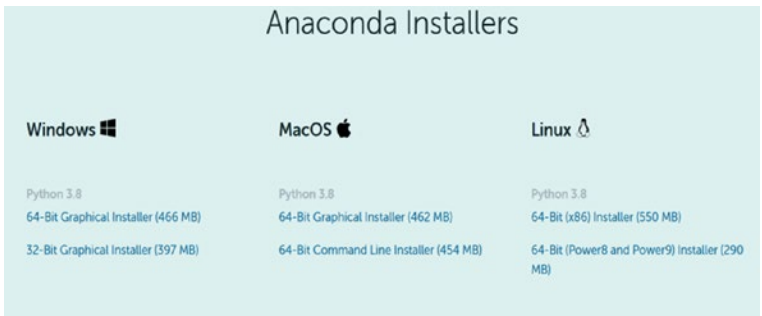 Anaconda Installers
Windows
Python 3.8
64-Bit Graphical Installer (466 MB)
32-Bit Graphical Installer (397 MB)
MacOS
Python 3.8
64-Bit Graphical Installer (462 MB)
64-Bit Command Line Installer (454 MB)
Linux
Python 3.8
64-Bit (x86) Installer (550 MB)
64-Bit (Power8 and Power9) Installer (290
MB)